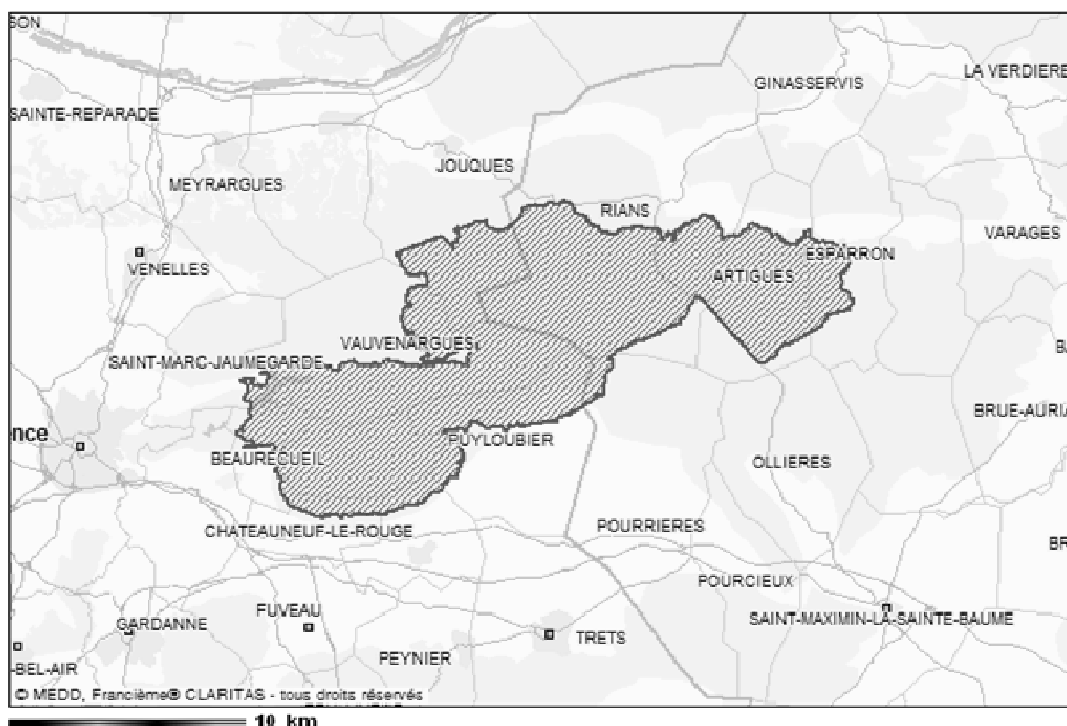 SON
GINASSERVIS
LA VERDIERE
SAINTE-REPARADE
JOUQUES
MEYRARGUES
RIANS
VARAGES
ESPARRON
VENELLES
ARTIGUES
VAUVENARGUES
SAINT-MARC-JAUMEGARDE
BRUE-AURIA
ence
PUYLOUBIER
BEAURECUEIL
OLLIERES
CHATEAUNEUF-LE-ROUGE
POURRIERES
BR
POURCIEUX
FUVEAU
GARDANNE
SAINT-MAXIMIN-LA-SAINTE-BAUME
TRETS
PEYNIER
-BEL-AIR
© MEDD, Francième® CLARITAS - tous droits réservés
10 km